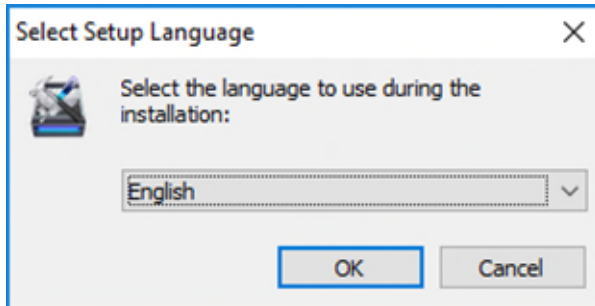 Select Setup Language
Select the language to use during the
installation:
English
OK
Cancel